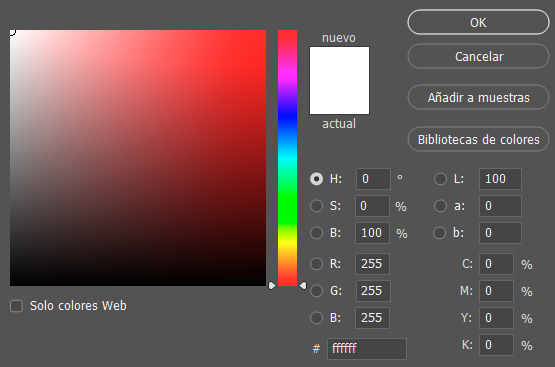 nuevo
actual
OK
Cancelar
Añadir a muestras
Bibliotecas de colores
H: 0 °
S: 0 %
B: 100 %
R: 255
G: 255
B: 255
# ffffff
L: 100
a: 0
b: 0
C: 0 %
M: 0 %
Y: 0 %
K: 0 %
Solo colores Web